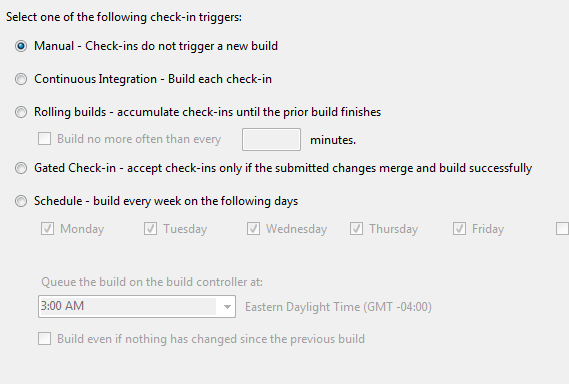 Select one of the following check-in triggers:
Manual - Check-ins do not trigger a new build
Continuous Integration - Build each check-in
Rolling builds - accumulate check-ins until the prior build finishes
Build no more often than every minutes.
Gated Check-in - accept check-ins only if the submitted changes merge and build successfully
Schedule - build every week on the following days
Monday Tuesday Wednesday Thursday Friday
Queue the build on the build controller at:
3:00 AM Eastern Daylight Time (GMT -04:00)
Build even if nothing has changed since the previous build